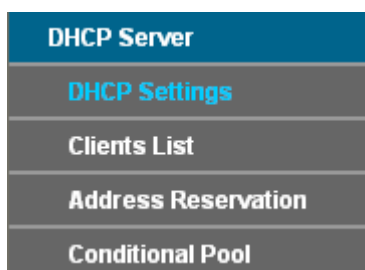 DHCP Server
DHCP Settings
Clients List
Address Reservation
Conditional Pool